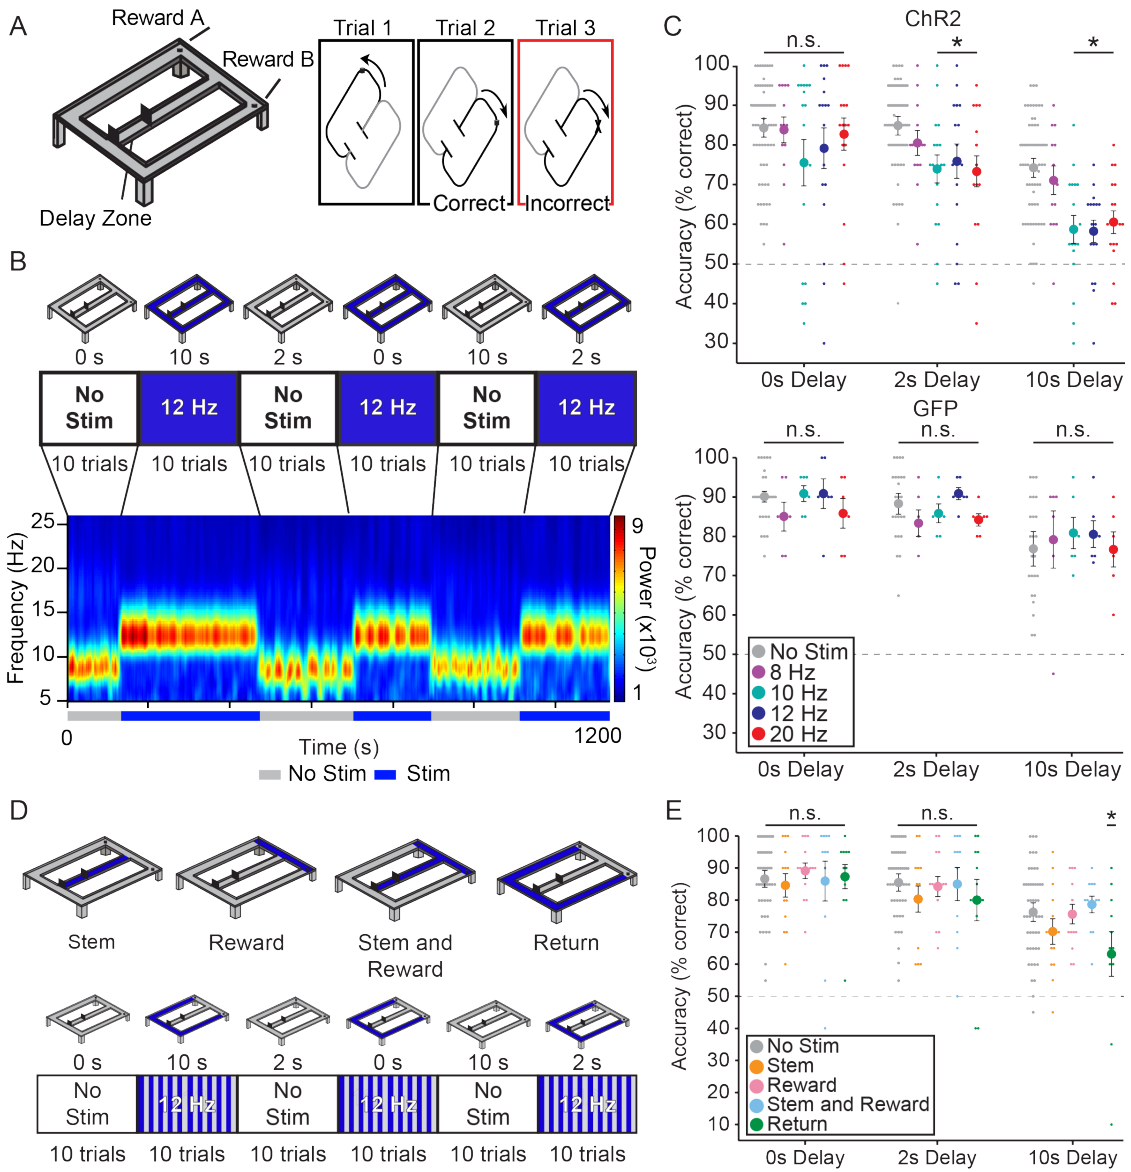 A
Reward A
Reward B
Delay Zone
Trial 1
Trial 2
Trial 3
Correct
Incorrect
B
0 s
10 s
2 s
0 s
10 s
2 s
No Stim
12 Hz
No Stim
12 Hz
No Stim
12 Hz
10 trials
10 trials
10 trials
10 trials
10 trials
10 trials
Frequency (Hz)
25
20
15
10
5
9
Power (x10³)
1
0
1200
Time (s)
No Stim
Stim
C
ChR2
n.s.
*
*
Accuracy (% correct)
100
90
80
70
60
50
40
30
0s Delay
2s Delay
10s Delay
GFP
n.s.
n.s.
n.s.
Accuracy (% correct)
100
90
80
70
60
50
40
30
No Stim
8 Hz
10 Hz
12 Hz
20 Hz
0s Delay
2s Delay
10s Delay
D
Stem
Reward
Stem and
Reward
Return
0 s
10 s
2 s
0 s
10 s
2 s
No Stim
12 Hz
No Stim
12 Hz
No Stim
12 Hz
10 trials
10 trials
10 trials
10 trials
10 trials
10 trials
E
n.s.
n.s.
*
Accuracy (% correct)
100
90
80
70
60
50
40
30
20
10
No Stim
Stem
Reward
Stem and Reward
Return
0s Delay
2s Delay
10s Delay